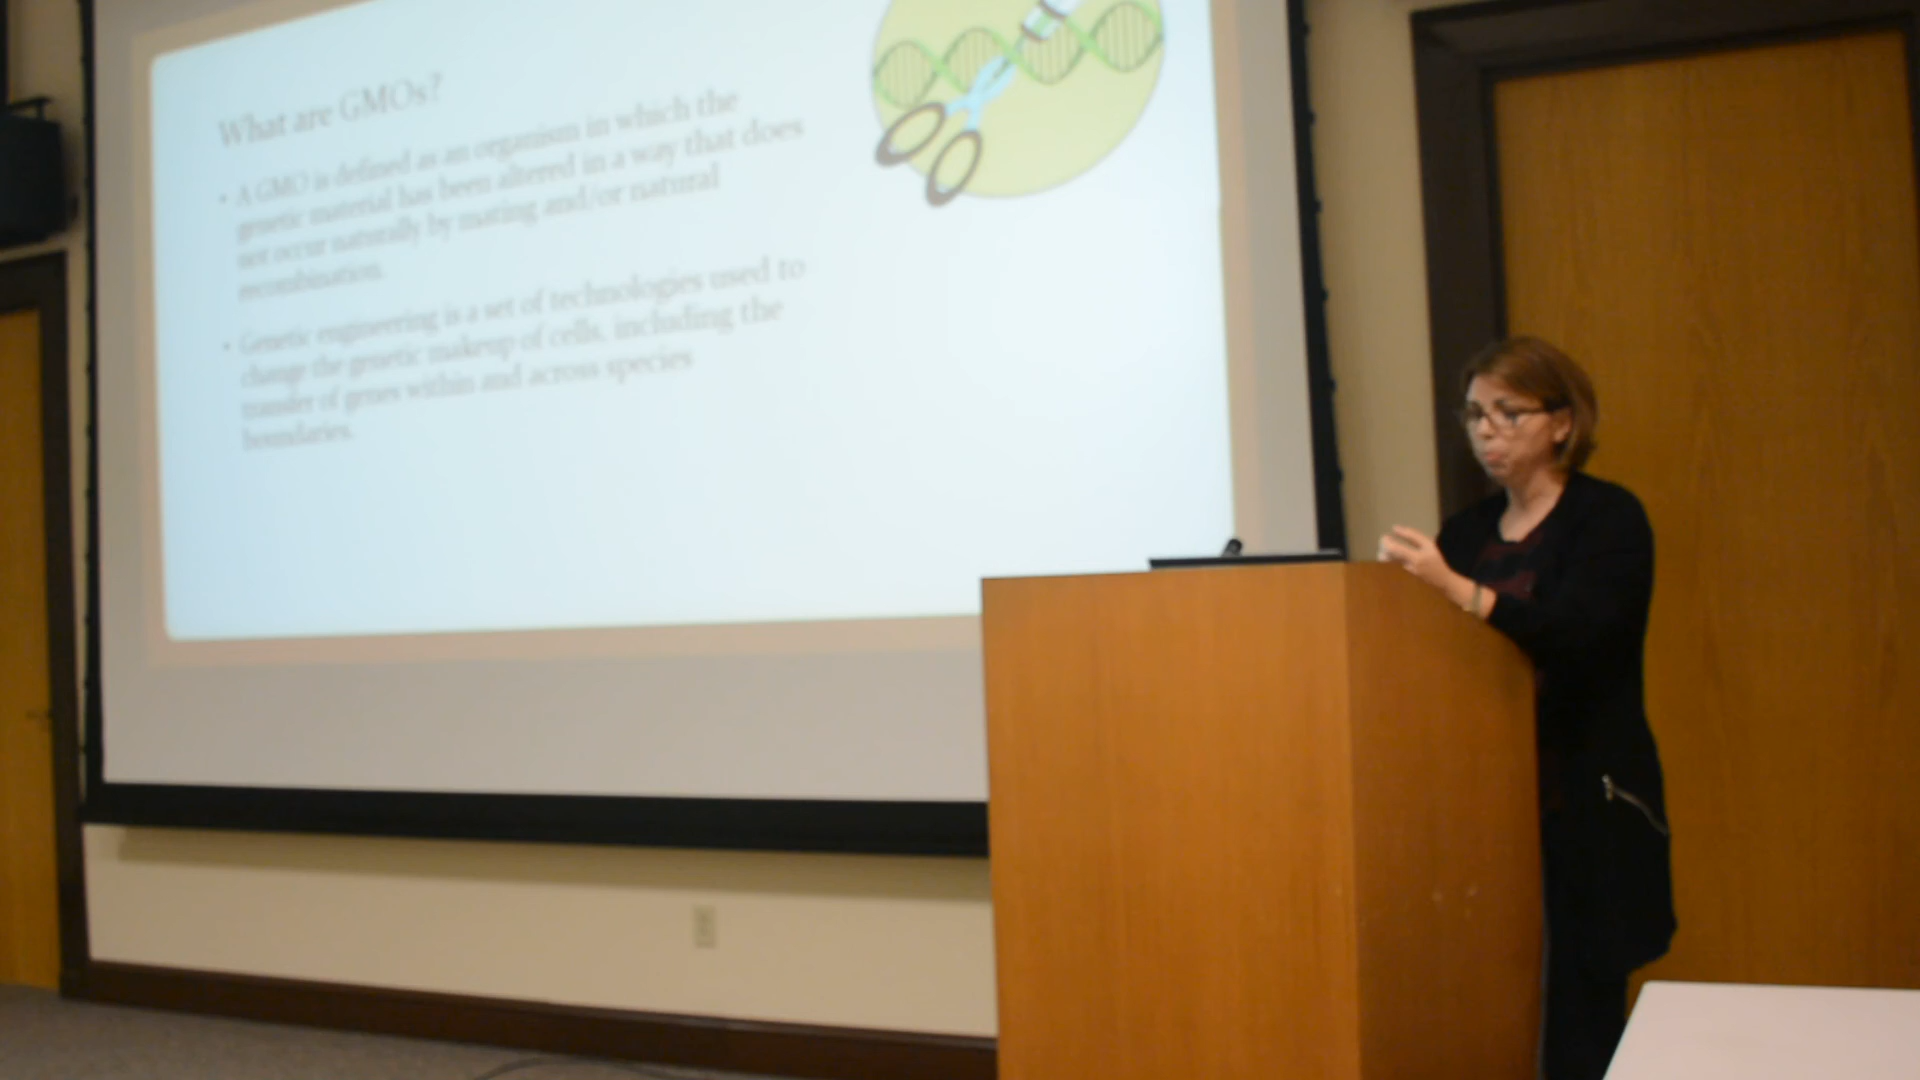 What are GMOs?
• A GMO is defined as an organism in which the
genetic material has been altered in a way that does
not occur naturally by mating and/or natural
recombination.
• Genetic engineering is a set of technologies used to
change the genetic makeup of cells, including the
transfer of genes within and across species
boundaries.